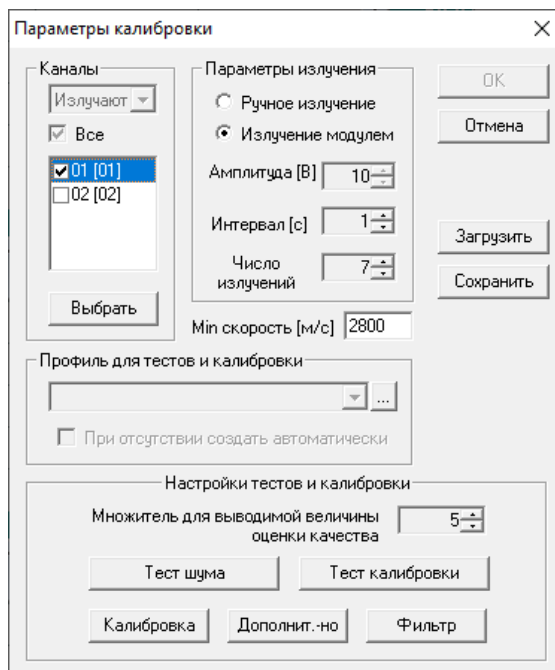 Параметры калибровки
Каналы
Излучают
Все
01 [01]
02 [02]
Выбрать
Параметры излучения
Ручное излучение
Излучение модулем
Амплитуда [В] 10
Интервал [с] 1
Число
излучений 7
Min скорость [м/с] 2800
OK
Отмена
Загрузить
Сохранить
Профиль для тестов и калибровки
...
При отсутствии создать автоматически
Настройки тестов и калибровки
Множитель для выводимой величины
оценки качества 5
Тест шума
Тест калибровки
Калибровка
Дополнит.-но
Фильтр